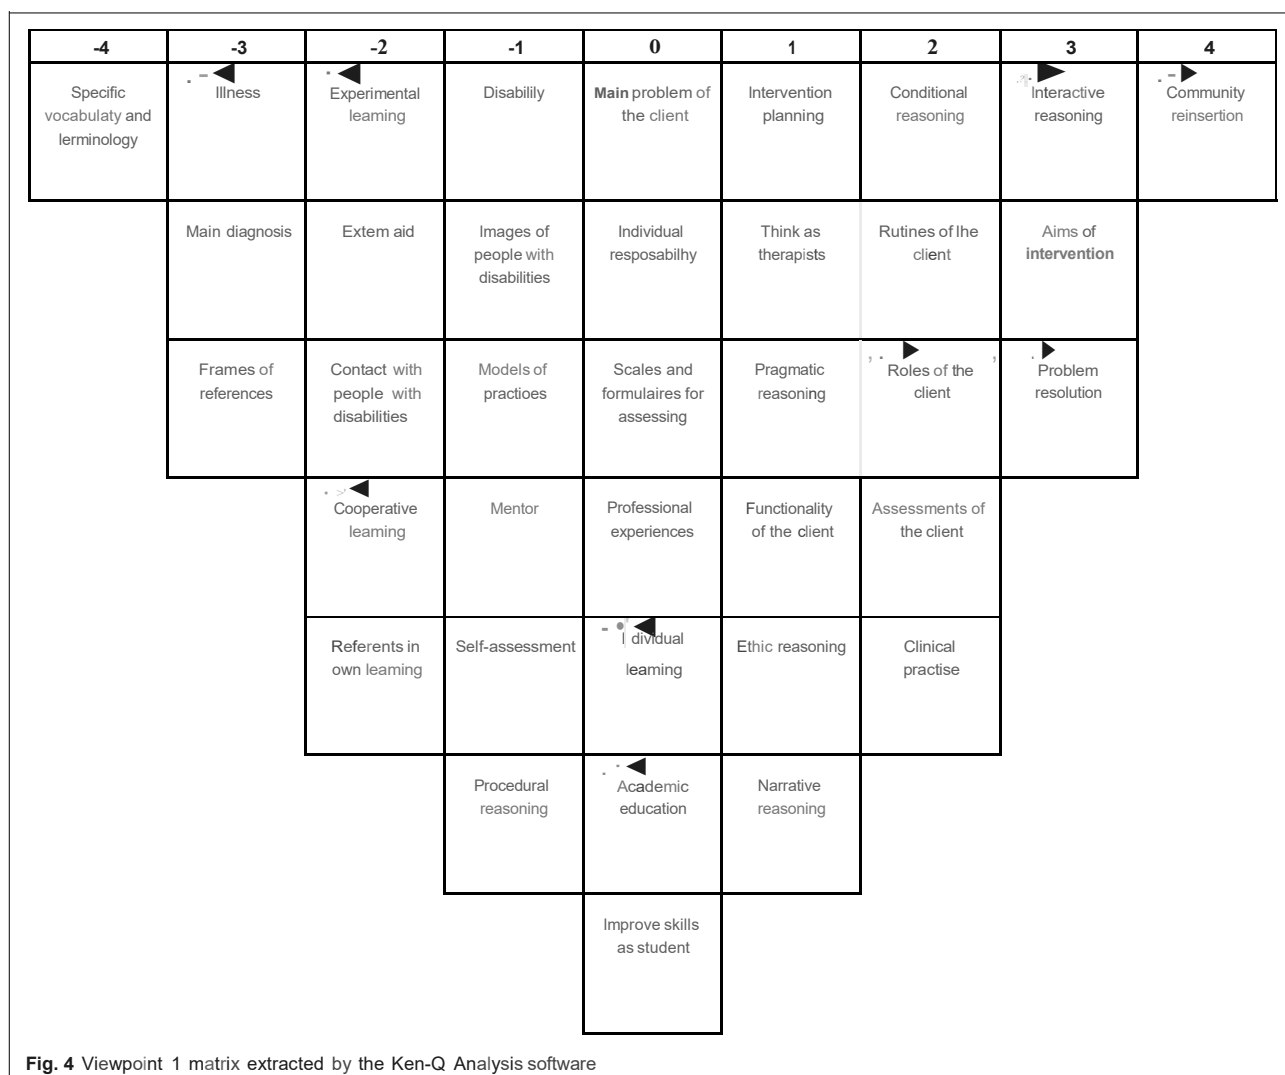 -4 -3 -2 -1 0 1 2 3 4
Specific
vocabulaty and
lerminology
Illness
Experimental
learning
Disabilily
Main problem of
the client
Intervention
planning
Conditional
reasoning
Interactive
reasoning
Community
reinsertion
Main diagnosis
Extem aid
Images of
people with
disabilities
Individual
resposabilhy
Think as
therapists
Rutines of lhe
client
Aims of
intervention
Frames of
references
Contact with
people with
disabilities
Models of
practioes
Scales and
formulaires for
assessing
Pragmatic
reasoning
Roles of the
client
Problem
resolution
Cooperative
leaming
Mentor
Professional
experiences
Functionality
of the client
Assessments of
the client
Referents in
own learning
Self-assessment
I dividual
leaming
Ethic reasoning
Clinical
practise
Procedural
reasoning
Academic
education
Narrative
reasoning
Improve skills
as student
Fig. 4 Viewpoint 1 matrix extracted by the Ken-Q Analysis software